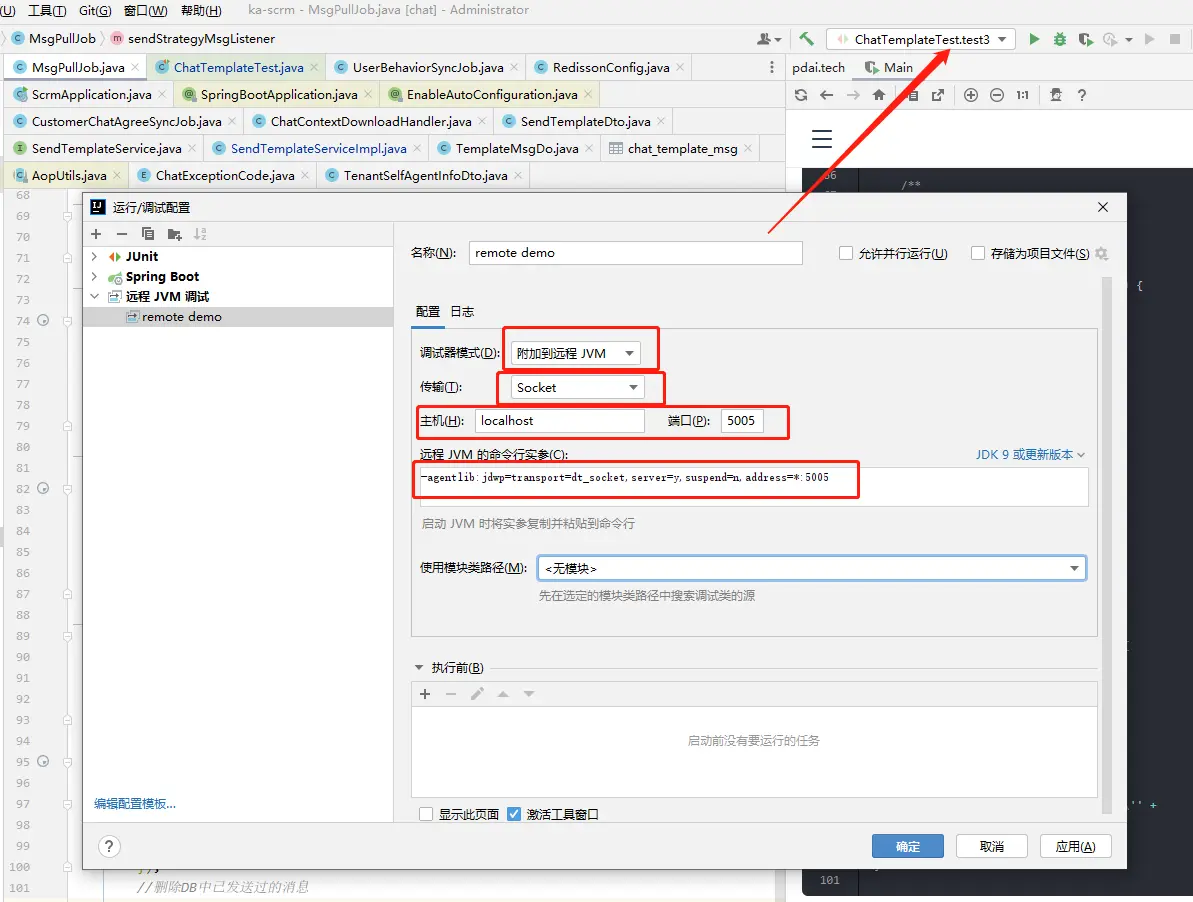 (U) 工具(T) Git(G) 窗口(W) 帮助(H) ka-scrm - MsgPullJob.java [chat] - Administrator
MsgPullJob sendStrategyMsgListener ChatTemplateTest.test3
MsgPullJob.java ChatTemplateTest.java UserBehaviorSyncJob.java RedissonConfig.java pdai.tech Main
ScrmApplication.java SpringBootApplication.java EnableAutoConfiguration.java 1:1 ?
CustomerChatAgreeSyncJob.java ChatContextDownloadHandler.java SendTemplateDto.java
SendTemplateService.java SendTemplateServiceImpl.java TemplateMsgDo.java chat_template_msg
AopUtils.java ChatExceptionCode.java TenantSelfAgentInfoDto.java
66 /**
68
69
70
71
72
73
74
75
76
77
78
79
80
81
82
83
84
85
86
87
88
89
90
91
92
93
94
95
96
97
98
99
100
101
运行/调试配置
JUnit
Spring Boot
远程 JVM 调试
remote demo
编辑配置模板...
名称(N): remote demo 允许并行运行(U) 存储为项目文件(S)
{
配置 日志
调试器模式(D): 附加到远程 JVM
传输(T): Socket
主机(H): localhost 端口(P): 5005
远程 JVM 的命令行实参(C): JDK 9 或更新版本
-agentlib:jdwp=transport=dt_socket,server=y,suspend=n,address=*:5005
启动 JVM 时将实参复制并粘贴到命令行
使用模块类路径(M): <无模块>
先在选定的模块类路径中搜索调试类的源
执行前(B)
启动前没有要运行的任务
'' +
显示此页面 激活工具窗口
? 确定 取消 应用(A)
//删除DB中已发送过的消息
101